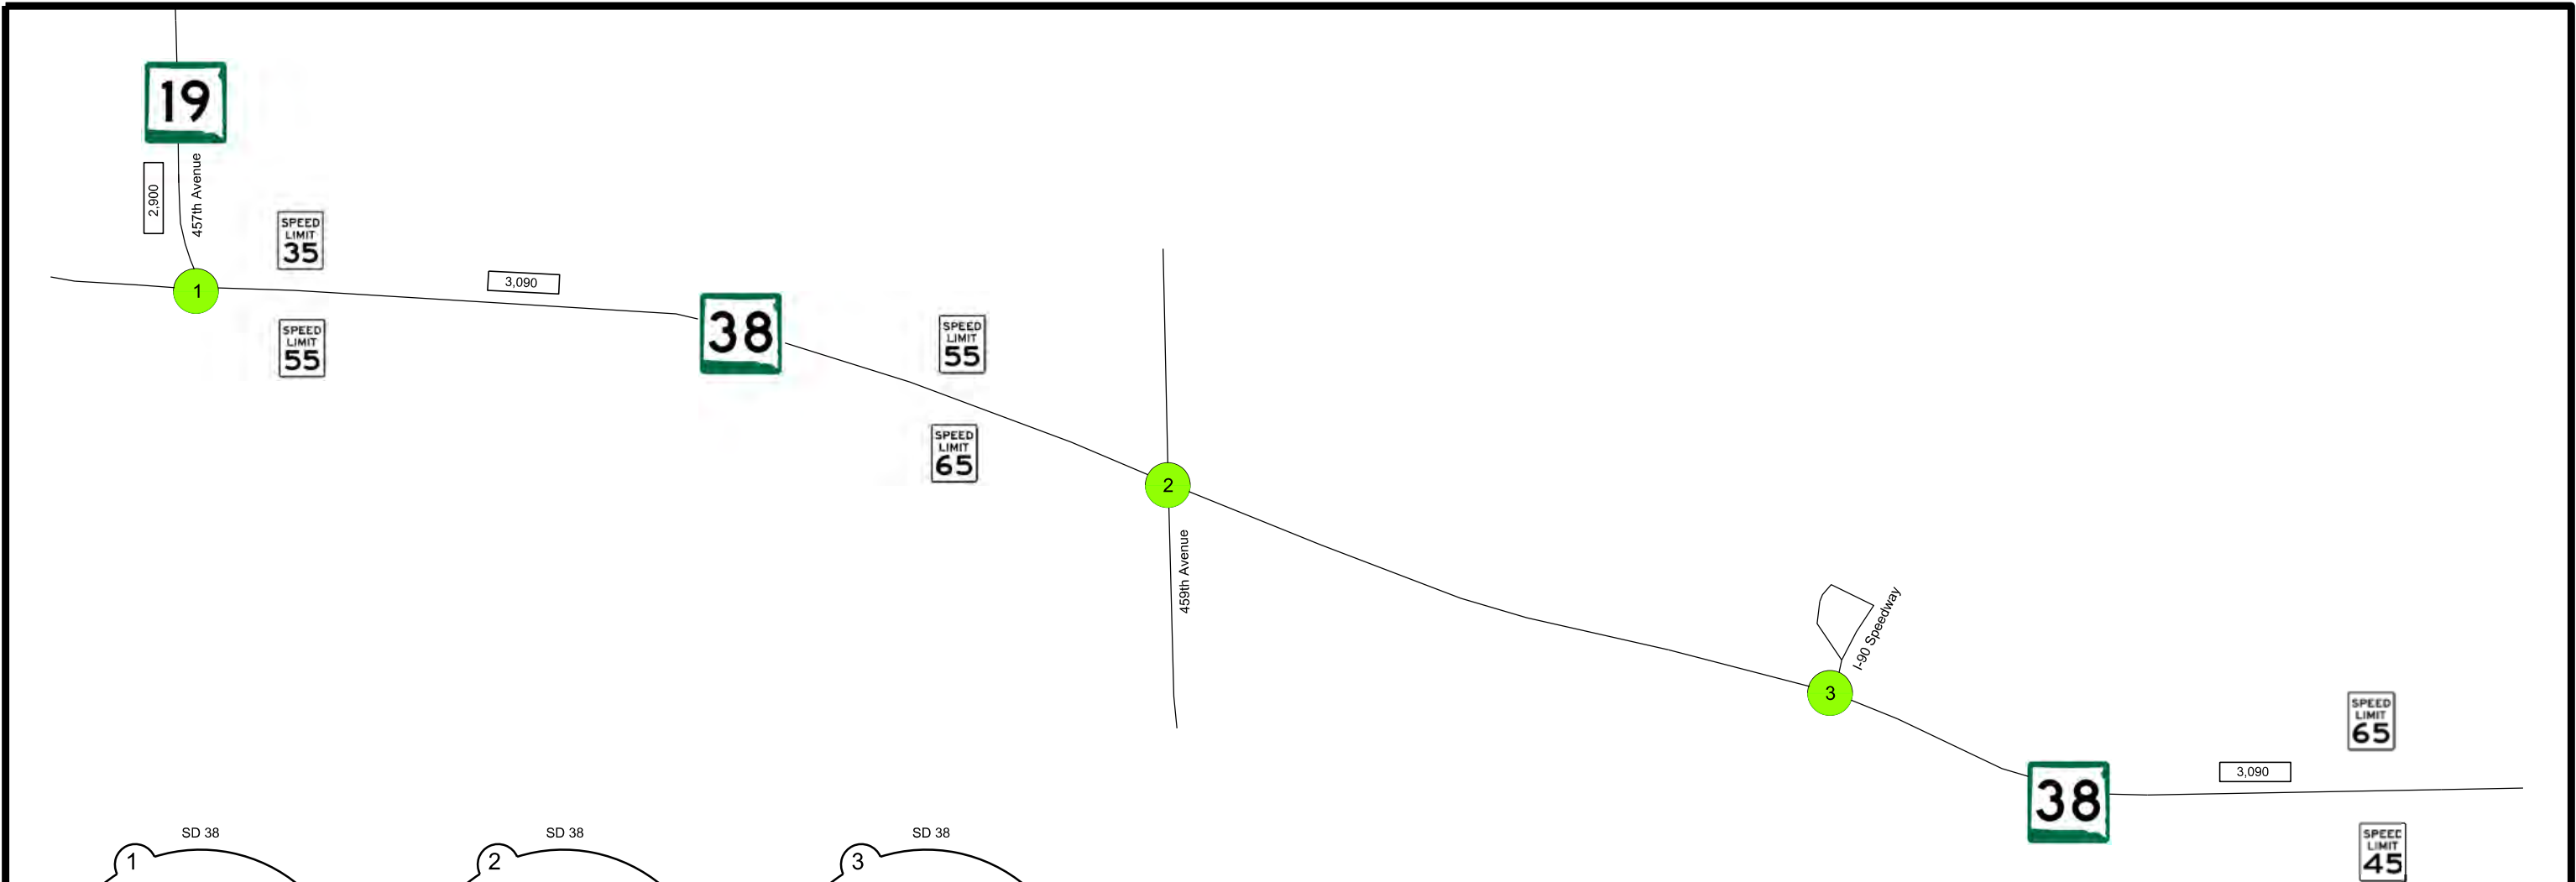 19
2,900
457th Avenue
SPEED
LIMIT
35
1
SPEED
LIMIT
55
3,090
38
SPEED
LIMIT
55
SPEED
LIMIT
65
2
459th Avenue
I-90 Speedway
3
38
3,090
SPEED
LIMIT
65
SPEED
LIMIT
45
SD 38
1
SD 38
2
SD 38
3